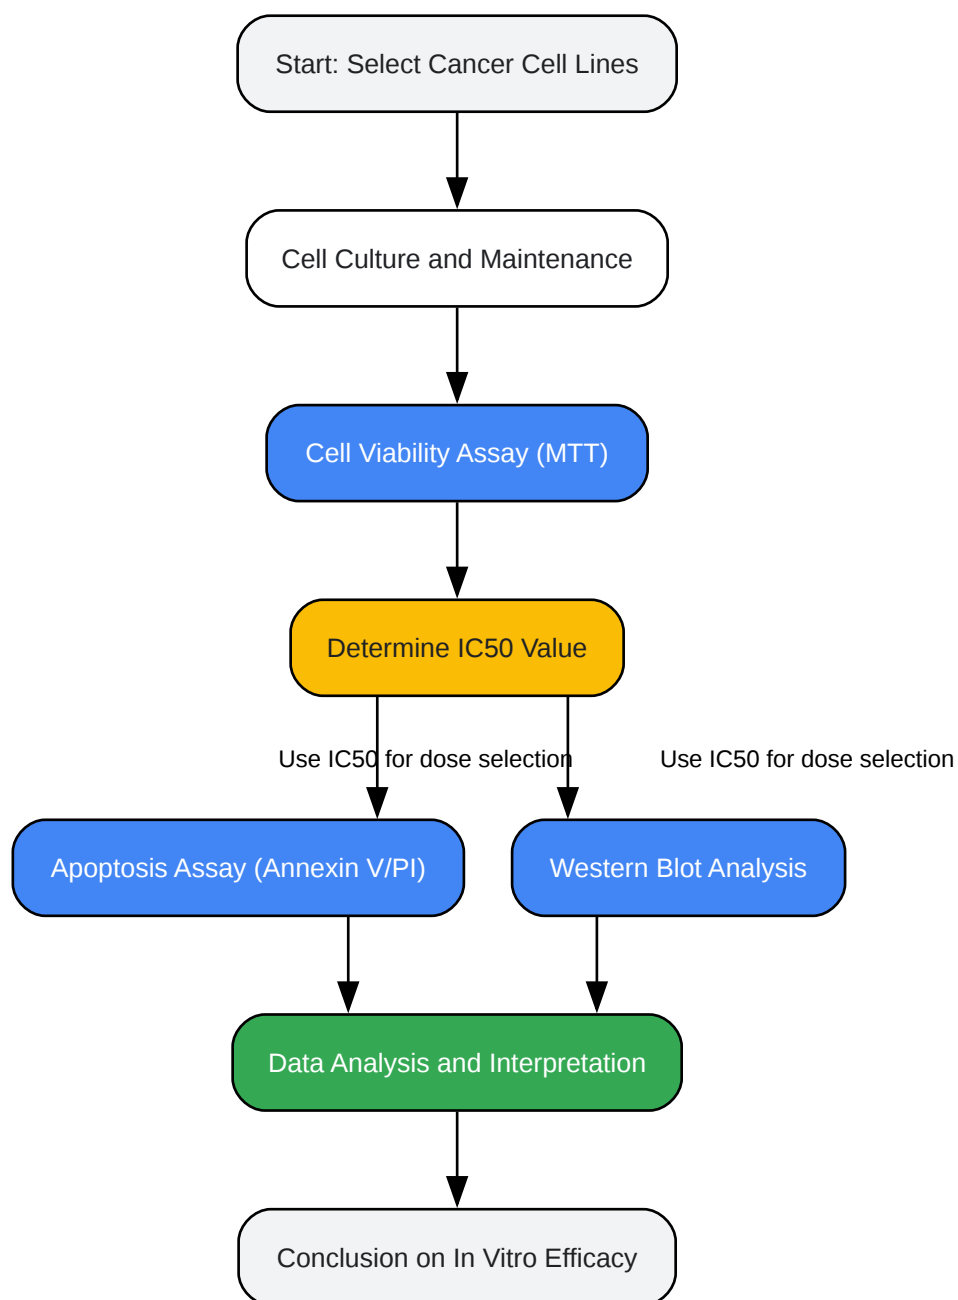 Start: Select Cancer Cell Lines
Cell Culture and Maintenance
Cell Viability Assay (MTT)
Determine IC50 Value
Use IC50 for dose selection
Use IC50 for dose selection
Apoptosis Assay (Annexin V/PI)
Western Blot Analysis
Data Analysis and Interpretation
Conclusion on In Vitro Efficacy